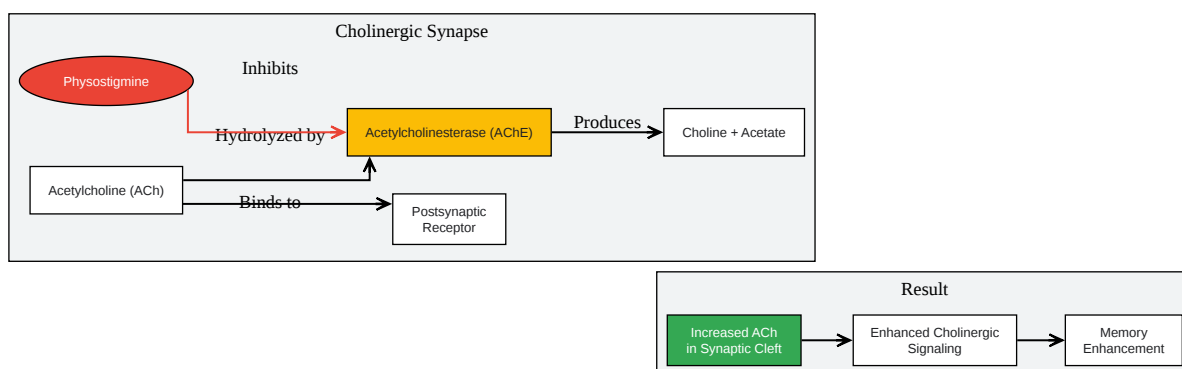 Cholinergic Synapse
Inhibits
Physostigmine
Hydrolyzed by
Acetylcholinesterase (AChE)
Produces
Choline + Acetate
Acetylcholine (ACh)
Binds to
Postsynaptic
Receptor
Result
Increased ACh
in Synaptic Cleft
Enhanced Cholinergic
Signaling
Memory
Enhancement